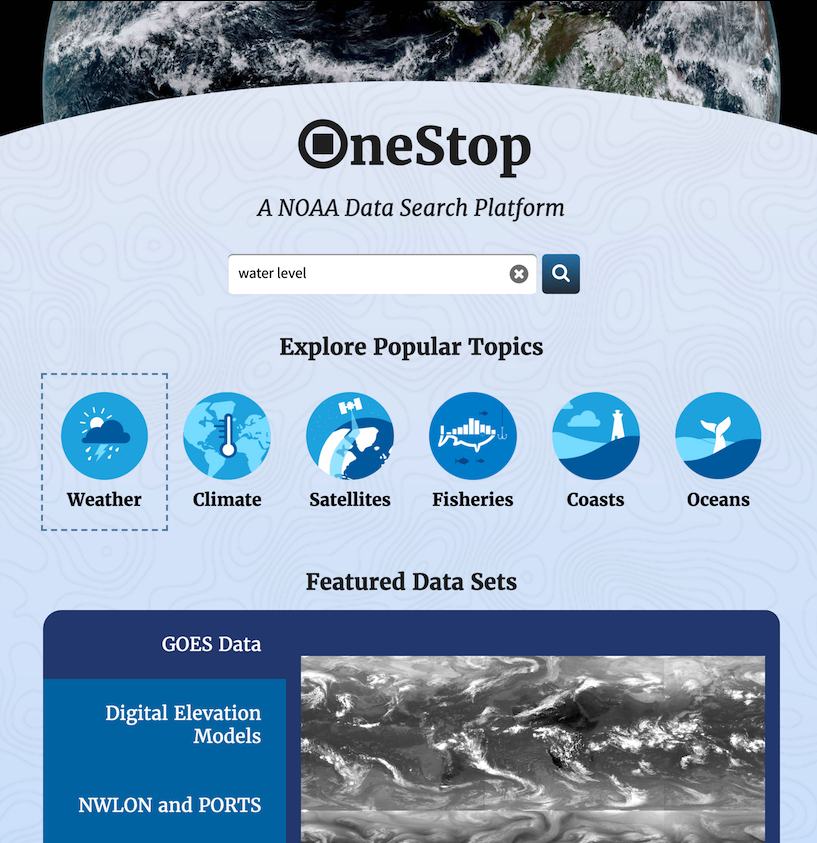 OneStop
A NOAA Data Search Platform
water level
Explore Popular Topics
Weather Climate Satellites Fisheries Coasts Oceans
Featured Data Sets
GOES Data
Digital Elevation
Models
NWLON and PORTS